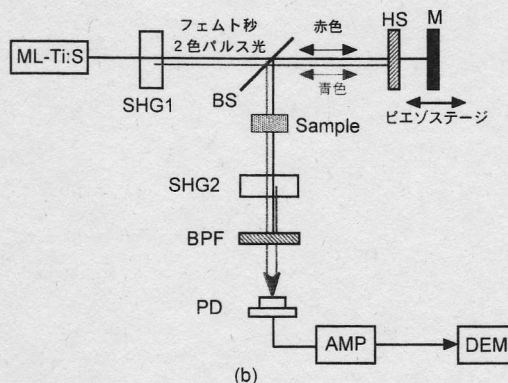 フェムト秒
2色パルス光
赤色
HS
M
ML-Ti:S
SHG1
BS
青色
ピエゾステージ
Sample
SHG2
BPF
PD
AMP
DEM
(b)